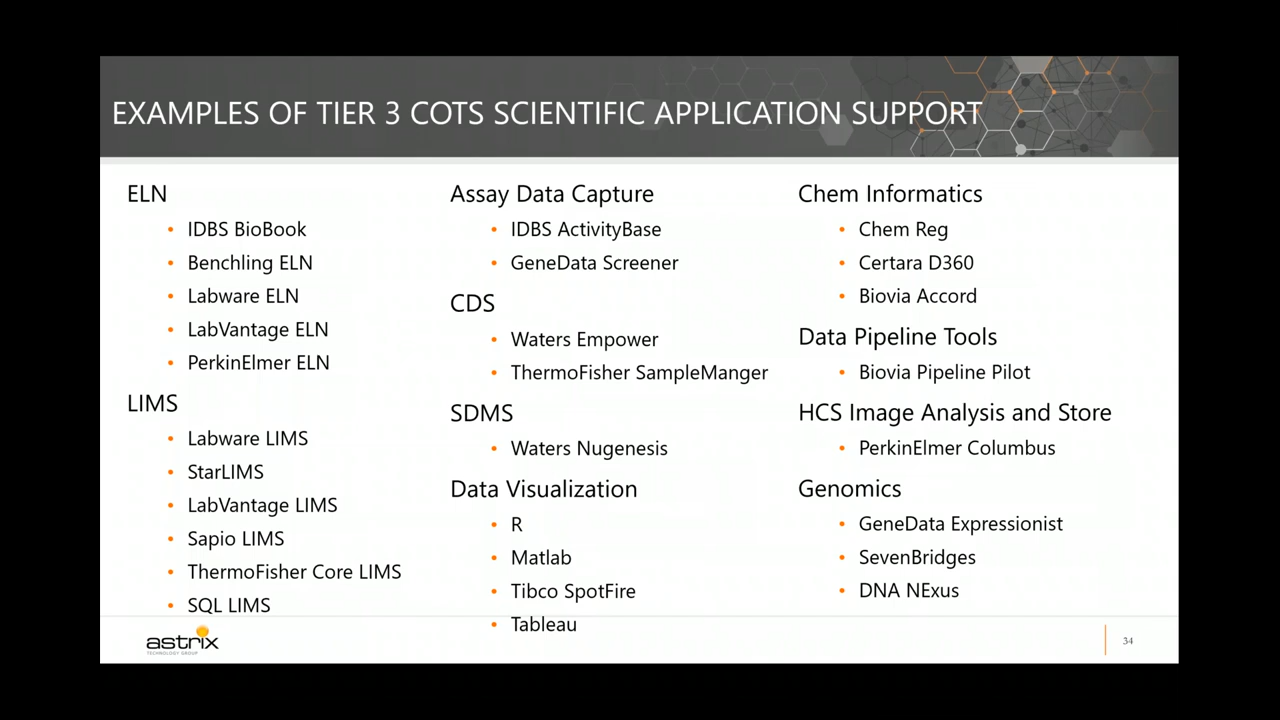 EXAMPLES OF TIER 3 COTS SCIENTIFIC APPLICATION SUPPORT
ELN
• IDBS BioBook
• Benchling ELN
• Labware ELN
• LabVantage ELN
• PerkinElmer ELN
LIMS
• Labware LIMS
• StarLIMS
• LabVantage LIMS
• Sapio LIMS
• ThermoFisher Core LIMS
• SQL LIMS
Assay Data Capture
• IDBS ActivityBase
• GeneData Screener
CDS
• Waters Empower
• ThermoFisher SampleManger
SDMS
• Waters Nugenesis
Data Visualization
• R
• Matlab
• Tibco SpotFire
• Tableau
Chem Informatics
• Chem Reg
• Certara D360
• Biovia Accord
Data Pipeline Tools
• Biovia Pipeline Pilot
HCS Image Analysis and Store
• PerkinElmer Columbus
Genomics
• GeneData Expressionist
• SevenBridges
• DNA NExus
astrix
TECHNOLOGY GROUP
34